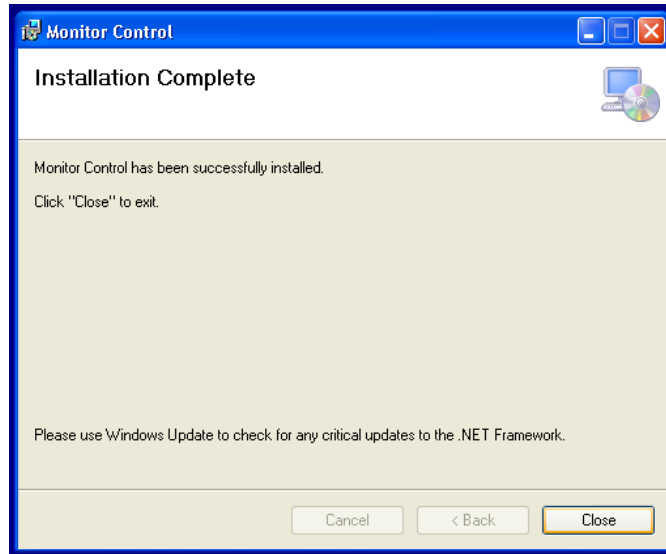 Monitor Control
Installation Complete
Monitor Control has been successfully installed.
Click "Close" to exit.
Please use Windows Update to check for any critical updates to the .NET Framework.
Cancel
< Back
Close